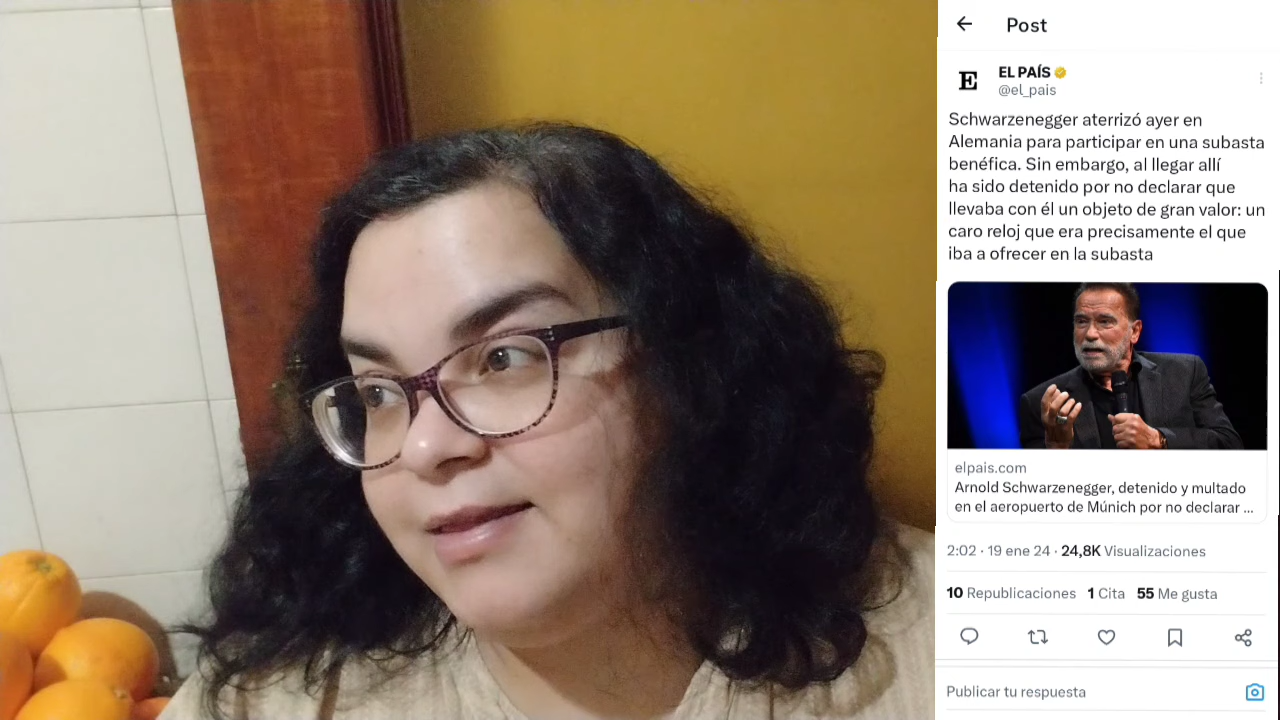 Post
EL PAÍS
@el_pais
Schwarzenegger aterrizó ayer en
Alemania para participar en una subasta
benéfica. Sin embargo, al llegar allí
ha sido detenido por no declarar que
llevaba con él un objeto de gran valor: un
caro reloj que era precisamente el que
iba a ofrecer en la subasta
elpais.com
Arnold Schwarzenegger, detenido y multado
en el aeropuerto de Múnich por no declarar ...
2:02 · 19 ene 24 · 24,8K Visualizaciones
10 Republicaciones 1 Cita 55 Me gusta
Publicar tu respuesta